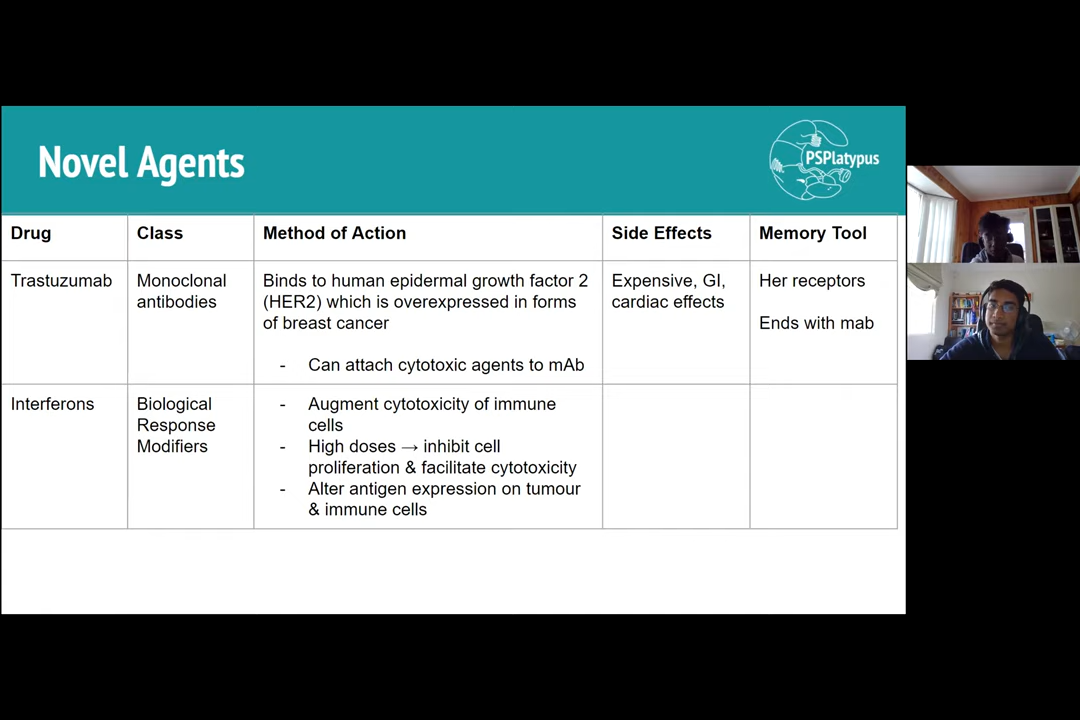 Novel Agents
PSPlatypus
Drug
Class
Method of Action
Side Effects
Memory Tool
Trastuzumab
Monoclonal
antibodies
Binds to human epidermal growth factor 2
(HER2) which is overexpressed in forms
of breast cancer
- Can attach cytotoxic agents to mAb
Expensive, GI,
cardiac effects
Her receptors
Ends with mab
Interferons
Biological
Response
Modifiers
- Augment cytotoxicity of immune
cells
- High doses → inhibit cell
proliferation & facilitate cytotoxicity
- Alter antigen expression on tumour
& immune cells